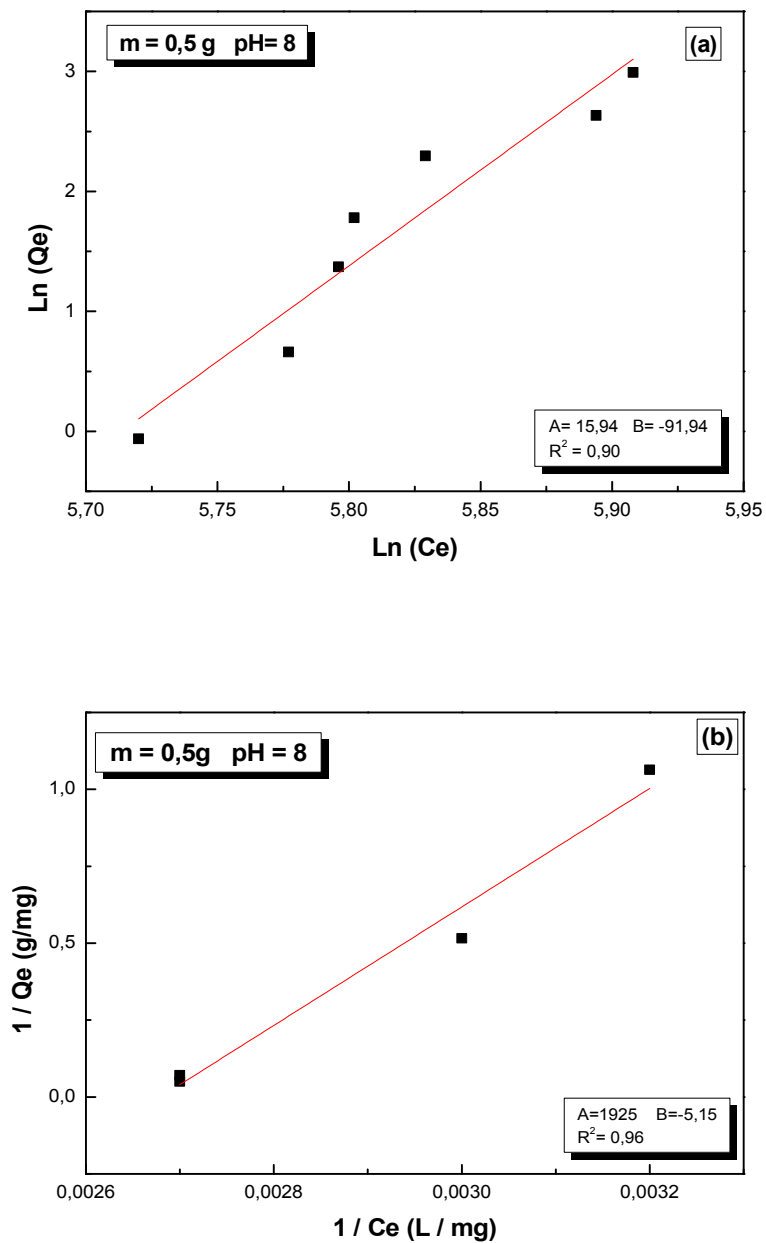 m = 0,5 g pH= 8
(a)
3
2
1
0
Ln (Qe)
A= 15,94 B= -91,94
R² = 0,90
5,70 5,75 5,80 5,85 5,90 5,95
Ln (Ce)
(b)
m = 0,5g pH = 8
1,0
0,5
0,0
1 / Qe (g/mg)
A=1925 B=-5,15
R²= 0,96
0,0026 0,0028 0,0030 0,0032
1 / Ce (L / mg)